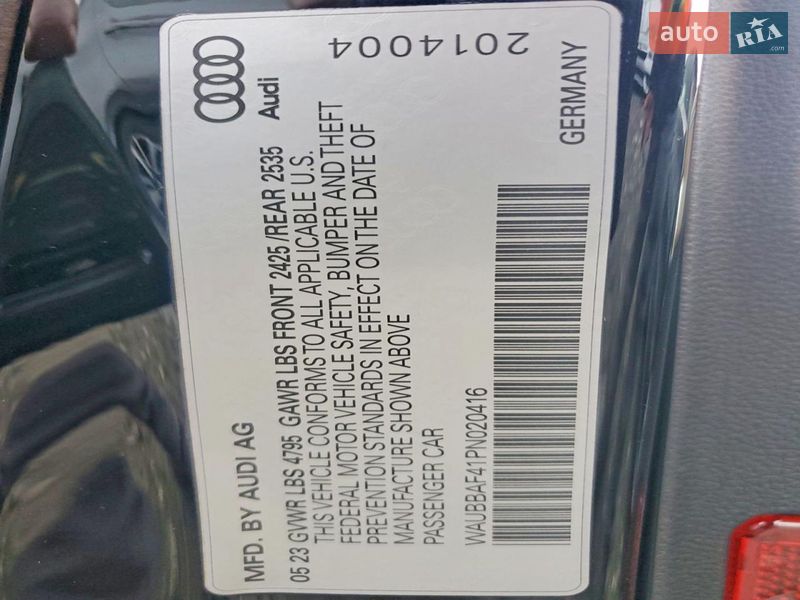 MFD. BY AUDI AG
Audi
05 23 GVWR LBS 4795 GAWR LBS FRONT 2425 /REAR 2535
THIS VEHICLE CONFORMS TO ALL APPLICABLE U.S.
FEDERAL MOTOR VEHICLE SAFETY, BUMPER AND THEFT
PREVENTION STANDARDS IN EFFECT ON THE DATE OF
MANUFACTURE SHOWN ABOVE
PASSENGER CAR
2014004
WAUBBAF41PN020416
GERMANY
auto RIA.com